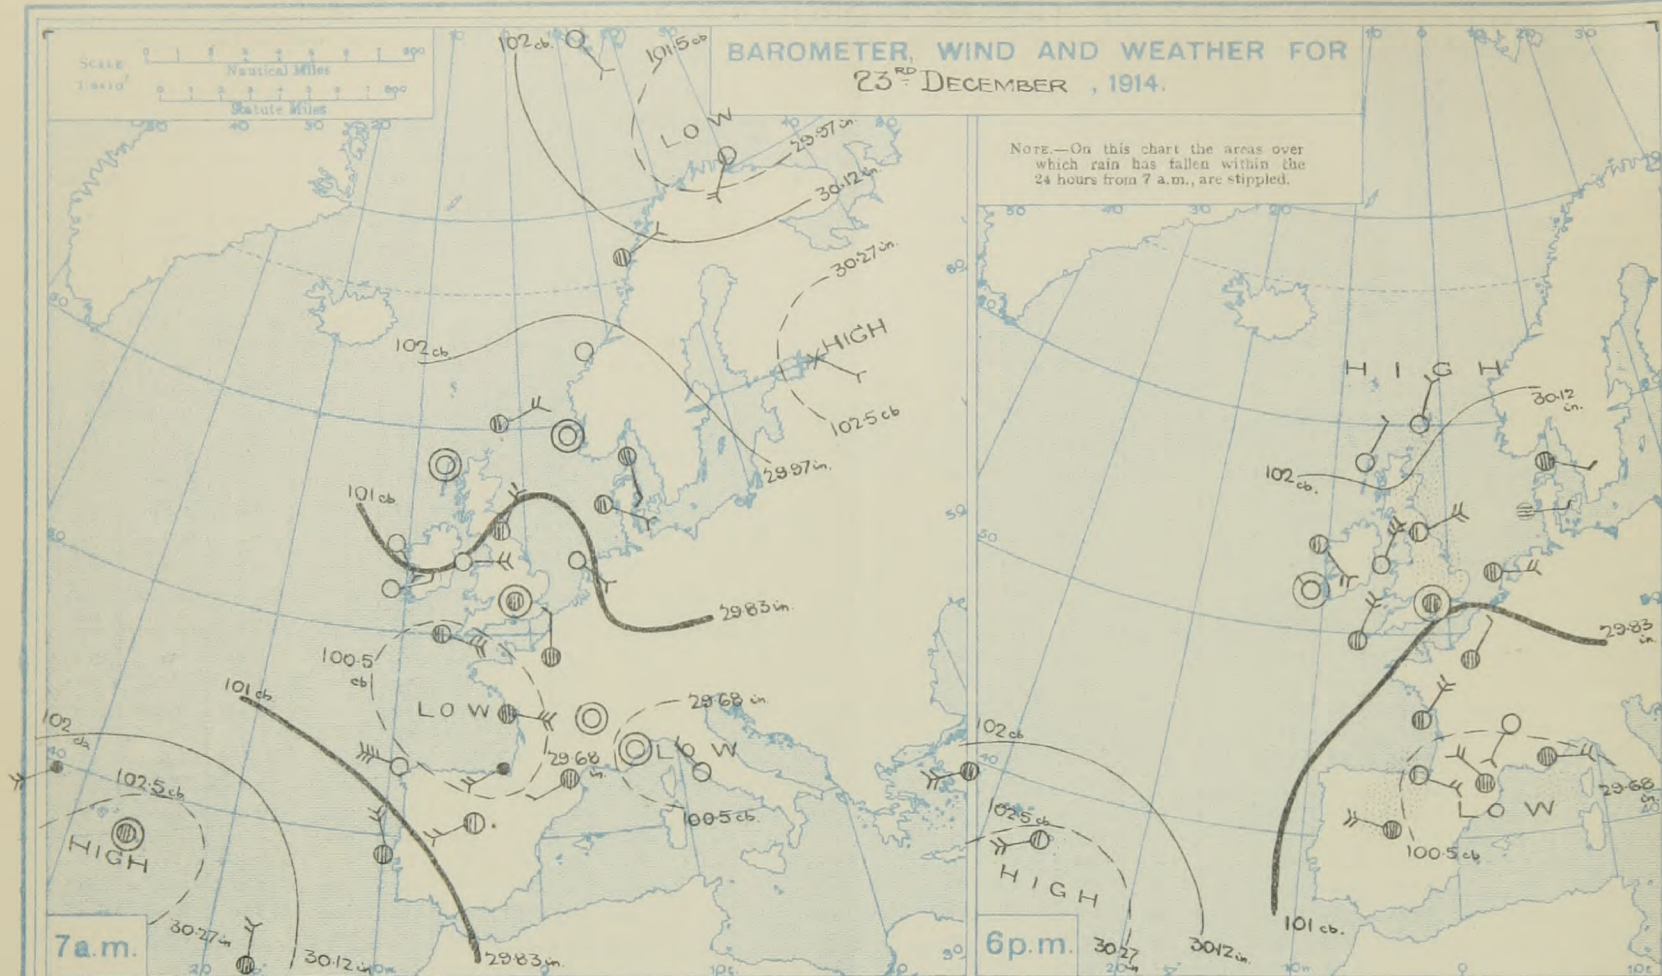 BAROMETER, WIND AND WEATHER FOR
23RD DECEMBER, 1914.
SCALE
Nautical Miles
Statute Miles
NOTE.—On this chart the areas over
which rain has fallen within the
24 hours from 7 a.m., are stippled.
102 cb.
101.5 cb
LOW
29.97 in.
30.12 in.
30.27 in.
HIGH
102 cb
102.5 cb
29.97 in.
101 cb
29.83 in.
100.5
cb
101 cb
LOW
29.68 in.
29.68
in.
LOW
100.5 cb.
102
cb
102.5 cb
HIGH
30.27 in
30.12 in.
29.83 in.
7 a.m.
HIGH
30.12
in.
102 cb.
29.83
in.
102 cb
102.5 cb
HIGH
29.68
in.
LOW
100.5 cb
101 cb.
30.27
in
30.12 in.
6 p.m.